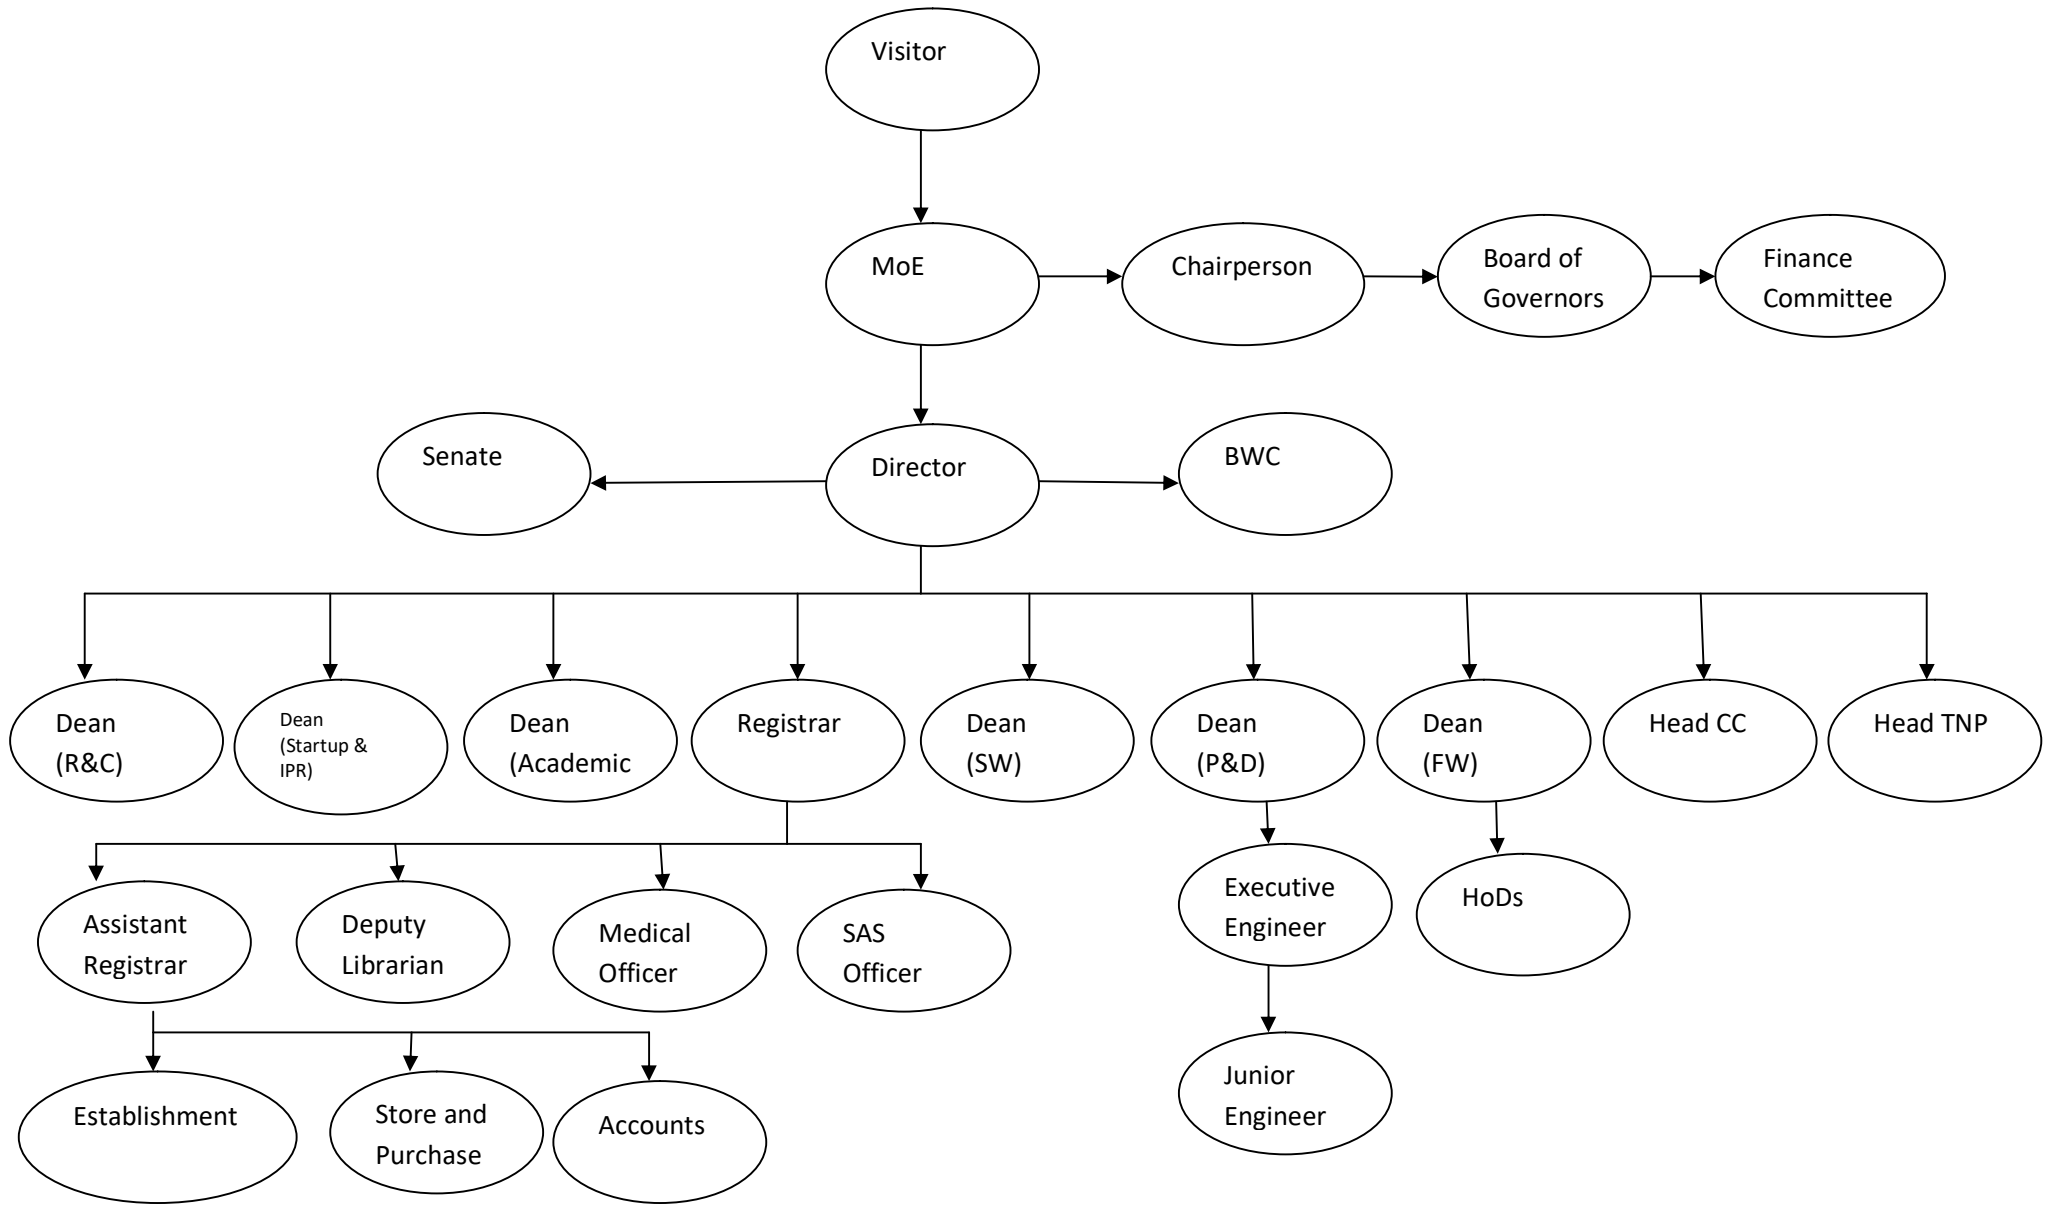 Visitor
MoE
Chairperson
Board of
Governors
Finance
Committee
Senate
Director
BWC
Dean
(R&C)
Dean
(Startup &
IPR)
Dean
(Academic
Registrar
Dean
(SW)
Dean
(P&D)
Dean
(FW)
Head CC
Head TNP
Assistant
Registrar
Deputy
Librarian
Medical
Officer
SAS
Officer
Executive
Engineer
HoDs
Establishment
Store and
Purchase
Accounts
Junior
Engineer